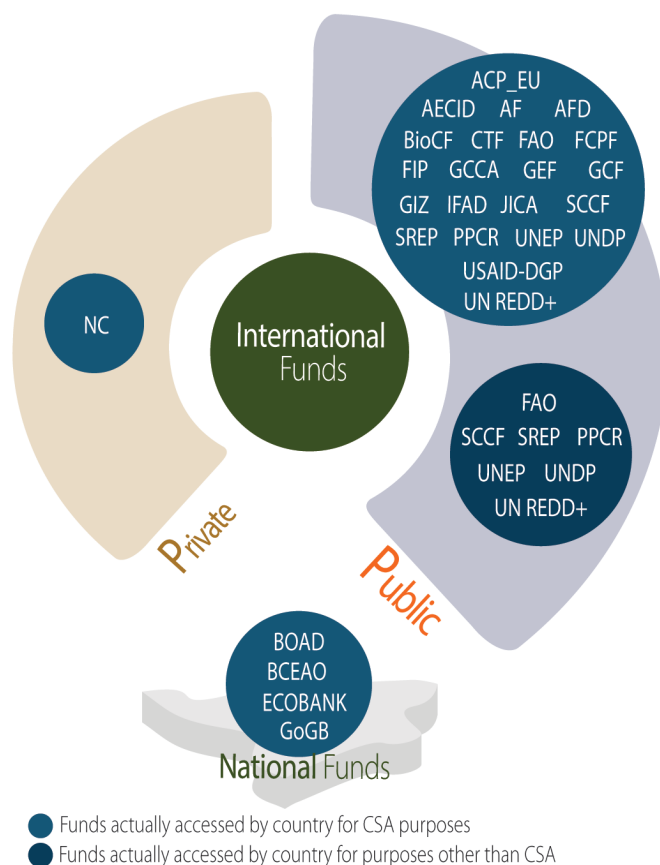 ACP_EU
AECID AF AFD
BioCF CTF FAO FCPF
FIP GCCA GEF GCF
GIZ IFAD JICA SCCF
SREP PPCR UNEP UNDP
USAID-DGP
UN REDD+
NC
International
Funds
FAO
SCCF SREP PPCR
UNEP UNDP
UN REDD+
Private
Public
BOAD
BCEAO
ECOBANK
GoGB
National Funds
Funds actually accessed by country for CSA purposes
Funds actually accessed by country for purposes other than CSA